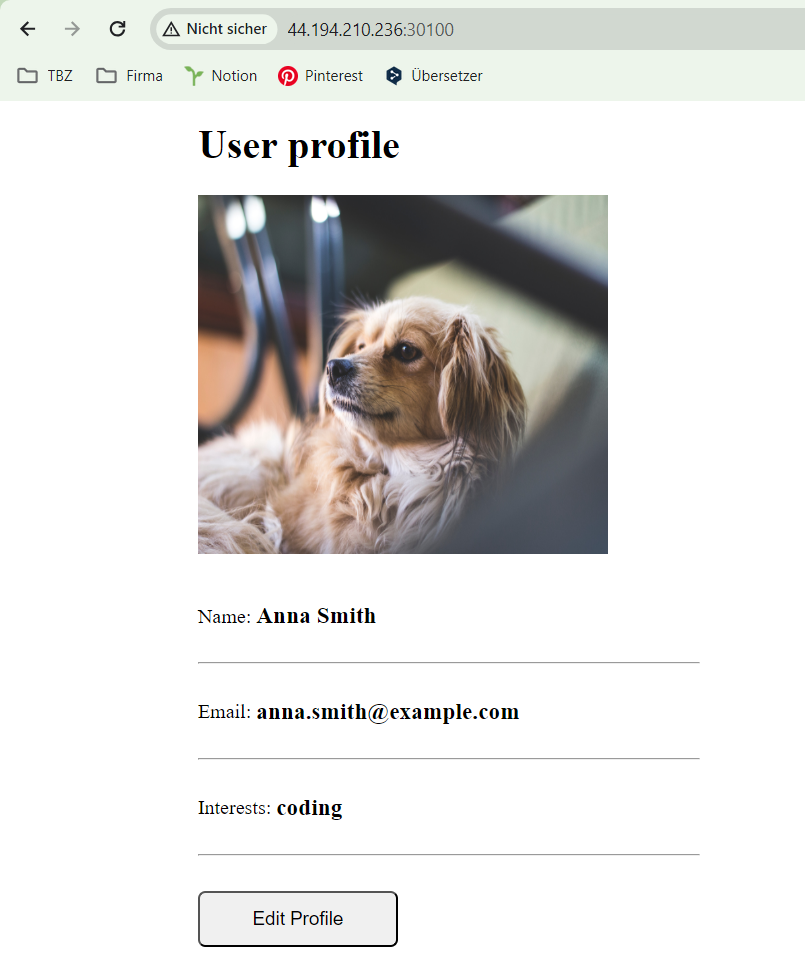 Nicht sicher 44.194.210.236:30100
TBZ Firma Notion Pinterest Übersetzer
User profile
Name: Anna Smith
Email: anna.smith@example.com
Interests: coding
Edit Profile